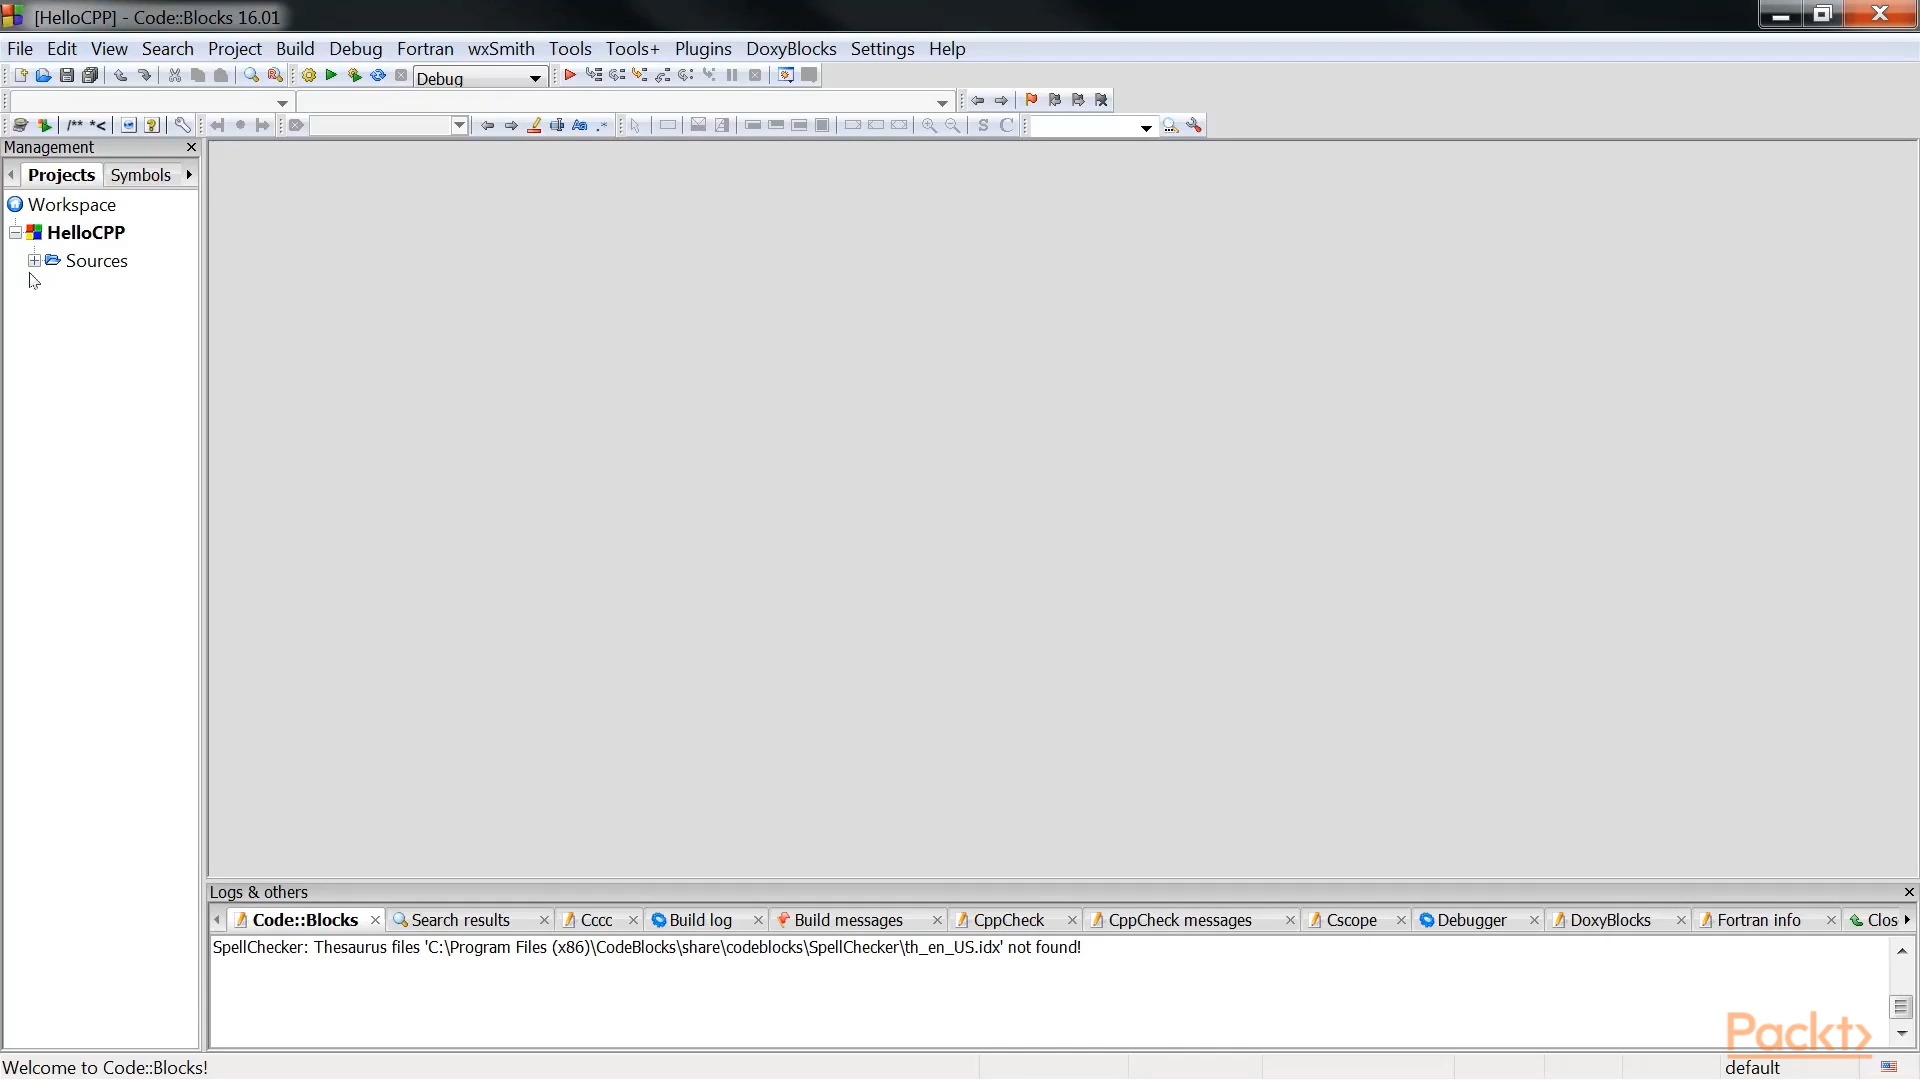 [HelloCPP] - Code::Blocks 16.01
File Edit View Search Project Build Debug Fortran wxSmith Tools Tools+ Plugins DoxyBlocks Settings Help
Debug
/** *<
Aa .*
S C
Management
Projects Symbols
Workspace
HelloCPP
Sources
Logs & others
Code::Blocks Search results Cccc Build log Build messages CppCheck CppCheck messages Cscope Debugger DoxyBlocks Fortran info Clos
SpellChecker: Thesaurus files 'C:\Program Files (x86)\CodeBlocks\share\codeblocks\SpellChecker\th_en_US.idx' not found!
Packt>
Welcome to Code::Blocks!
default